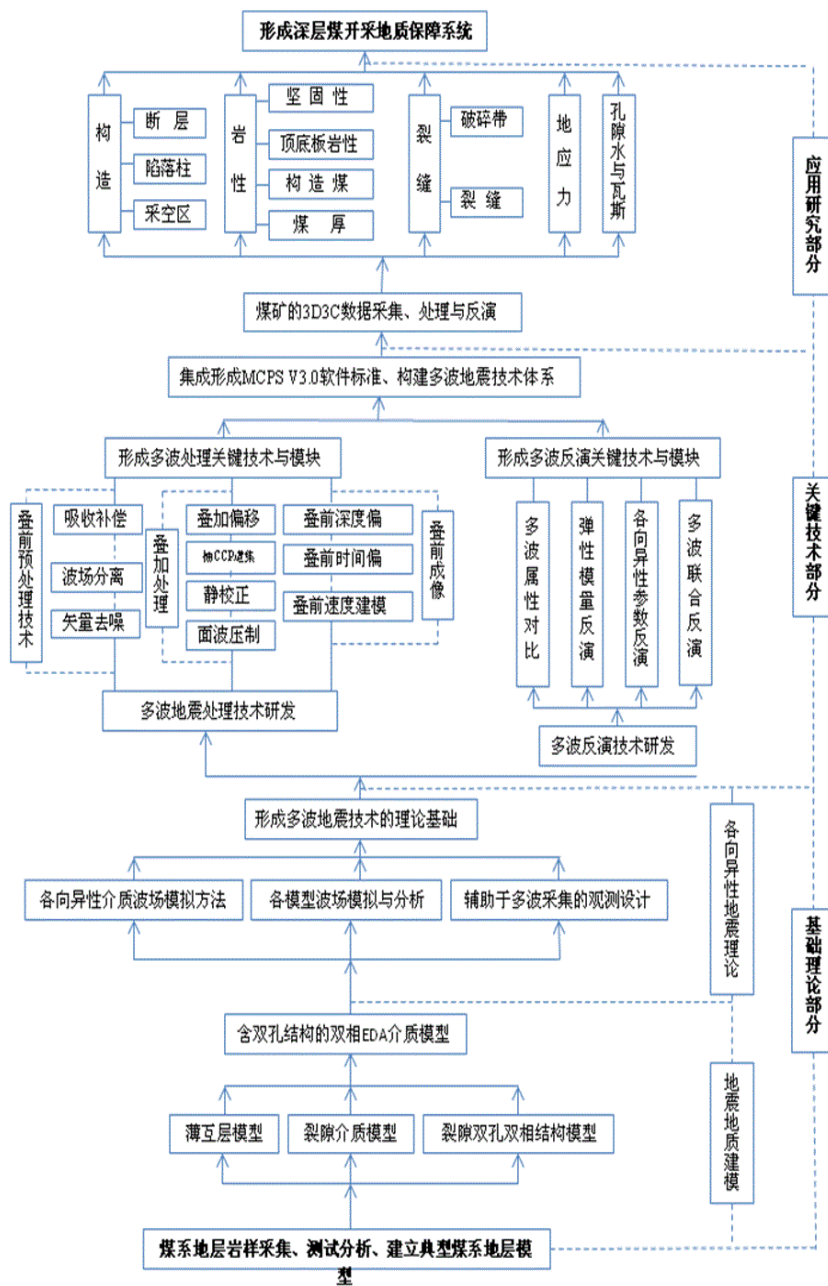 形成深层煤开采地质保障系统
构造
断 层
陷落柱
采空区
岩性
坚 固 性
顶底板岩性
构 造 煤
煤 厚
裂缝
破碎带
裂 缝
地应力
孔隙水与瓦斯
应用研究部分
煤矿的3D3C数据采集、处理与反演
集成形成MCPS V3.0软件标准、构建多波地震技术体系
形成多波处理关键技术与模块
形成多波反演关键技术与模块
关键技术部分
叠前预处理技术
吸收补偿
波场分离
矢量去噪
叠加处理
叠加偏移
抽CCP道集
静校正
面波压制
叠前深度偏
叠前时间偏
叠前速度建模
叠前成像
多波属性对比
弹性模量反演
各向异性参数反演
多波联合反演
多波地震处理技术研发
多波反演技术研发
形成多波地震技术的理论基础
各向异性地震理论
各向异性介质波场模拟方法
各模型波场模拟与分析
辅助于多波采集的观测设计
基础理论部分
含双孔结构的双相EDA介质模型
地震地质建模
薄互层模型
裂隙介质模型
裂隙双孔双相结构模型
煤系地层岩样采集、测试分析、建立典型煤系地层模
型